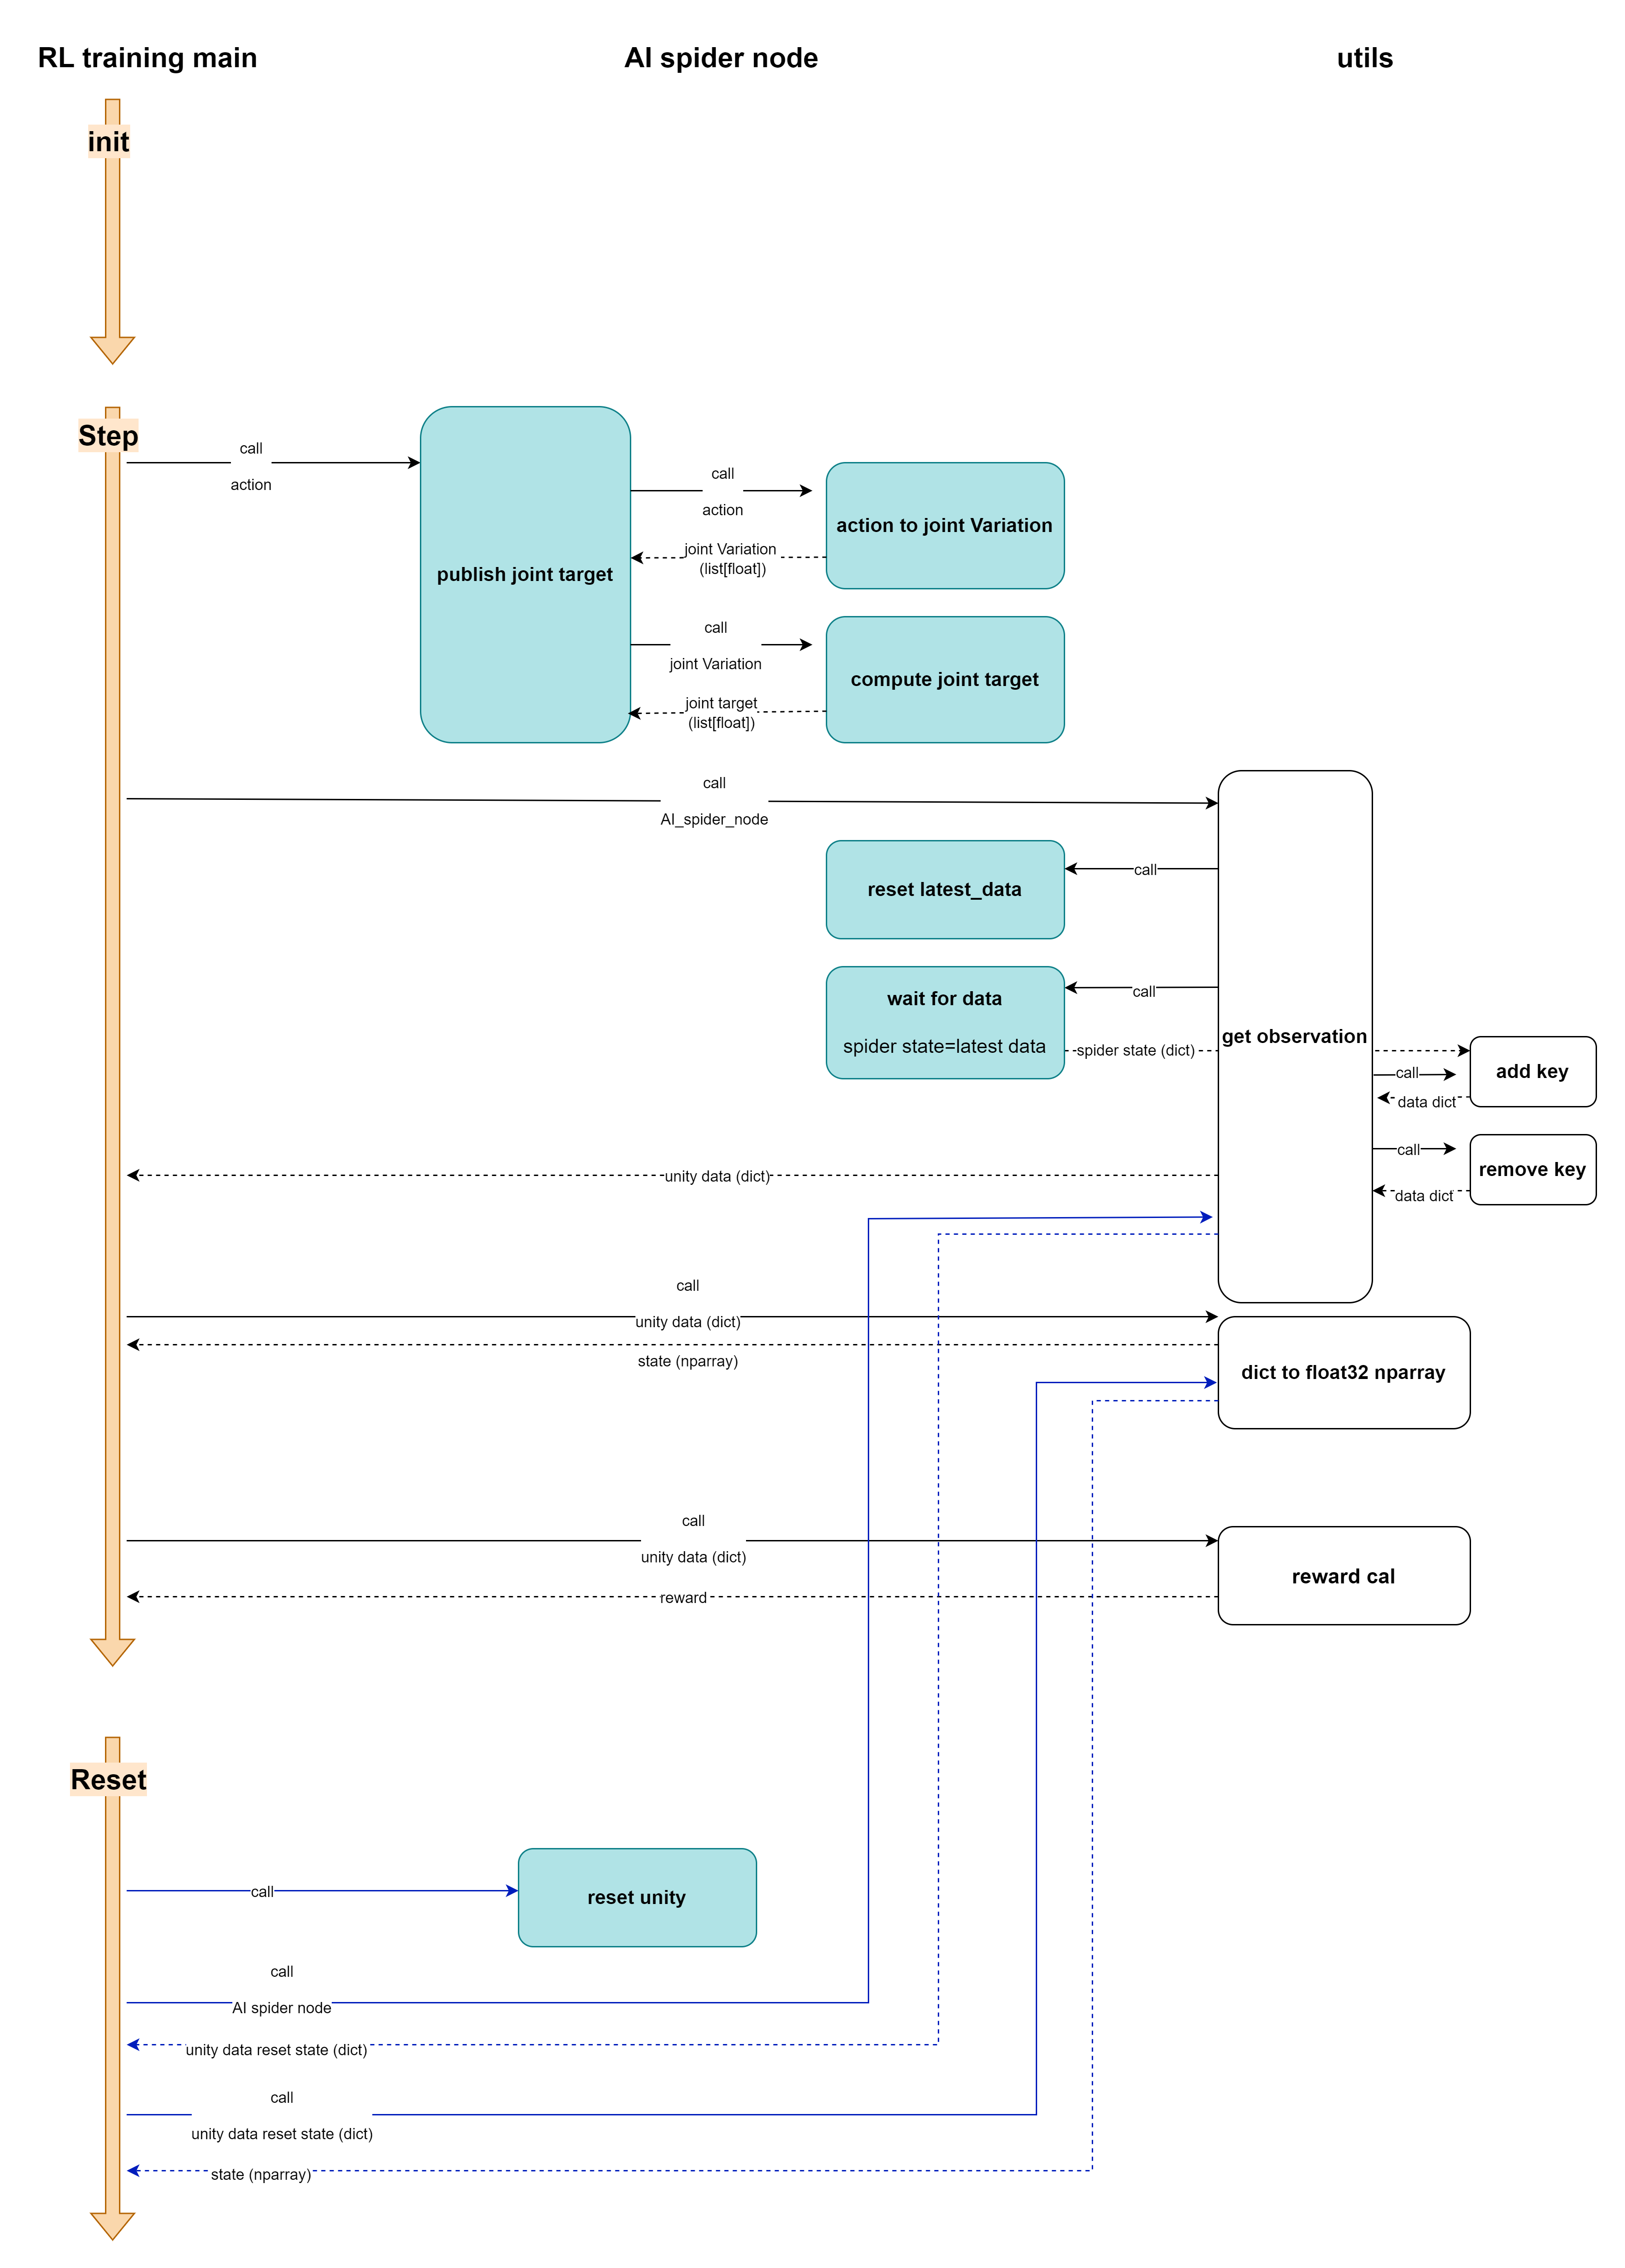 RL training main
AI spider node
utils
init
Step
call
action
publish joint target
call
action
action to joint Variation
joint Variation
(list[float])
call
joint Variation
compute joint target
joint target
(list[float])
call
AI_spider_node
reset latest_data
call
wait for data
spider state=latest data
call
spider state (dict)
get observation
add key
call
data dict
call
remove key
data dict
unity data (dict)
call
unity data (dict)
state (nparray)
dict to float32 nparray
call
unity data (dict)
reward cal
reward
Reset
call
reset unity
call
AI spider node
unity data reset state (dict)
call
unity data reset state (dict)
state (nparray)